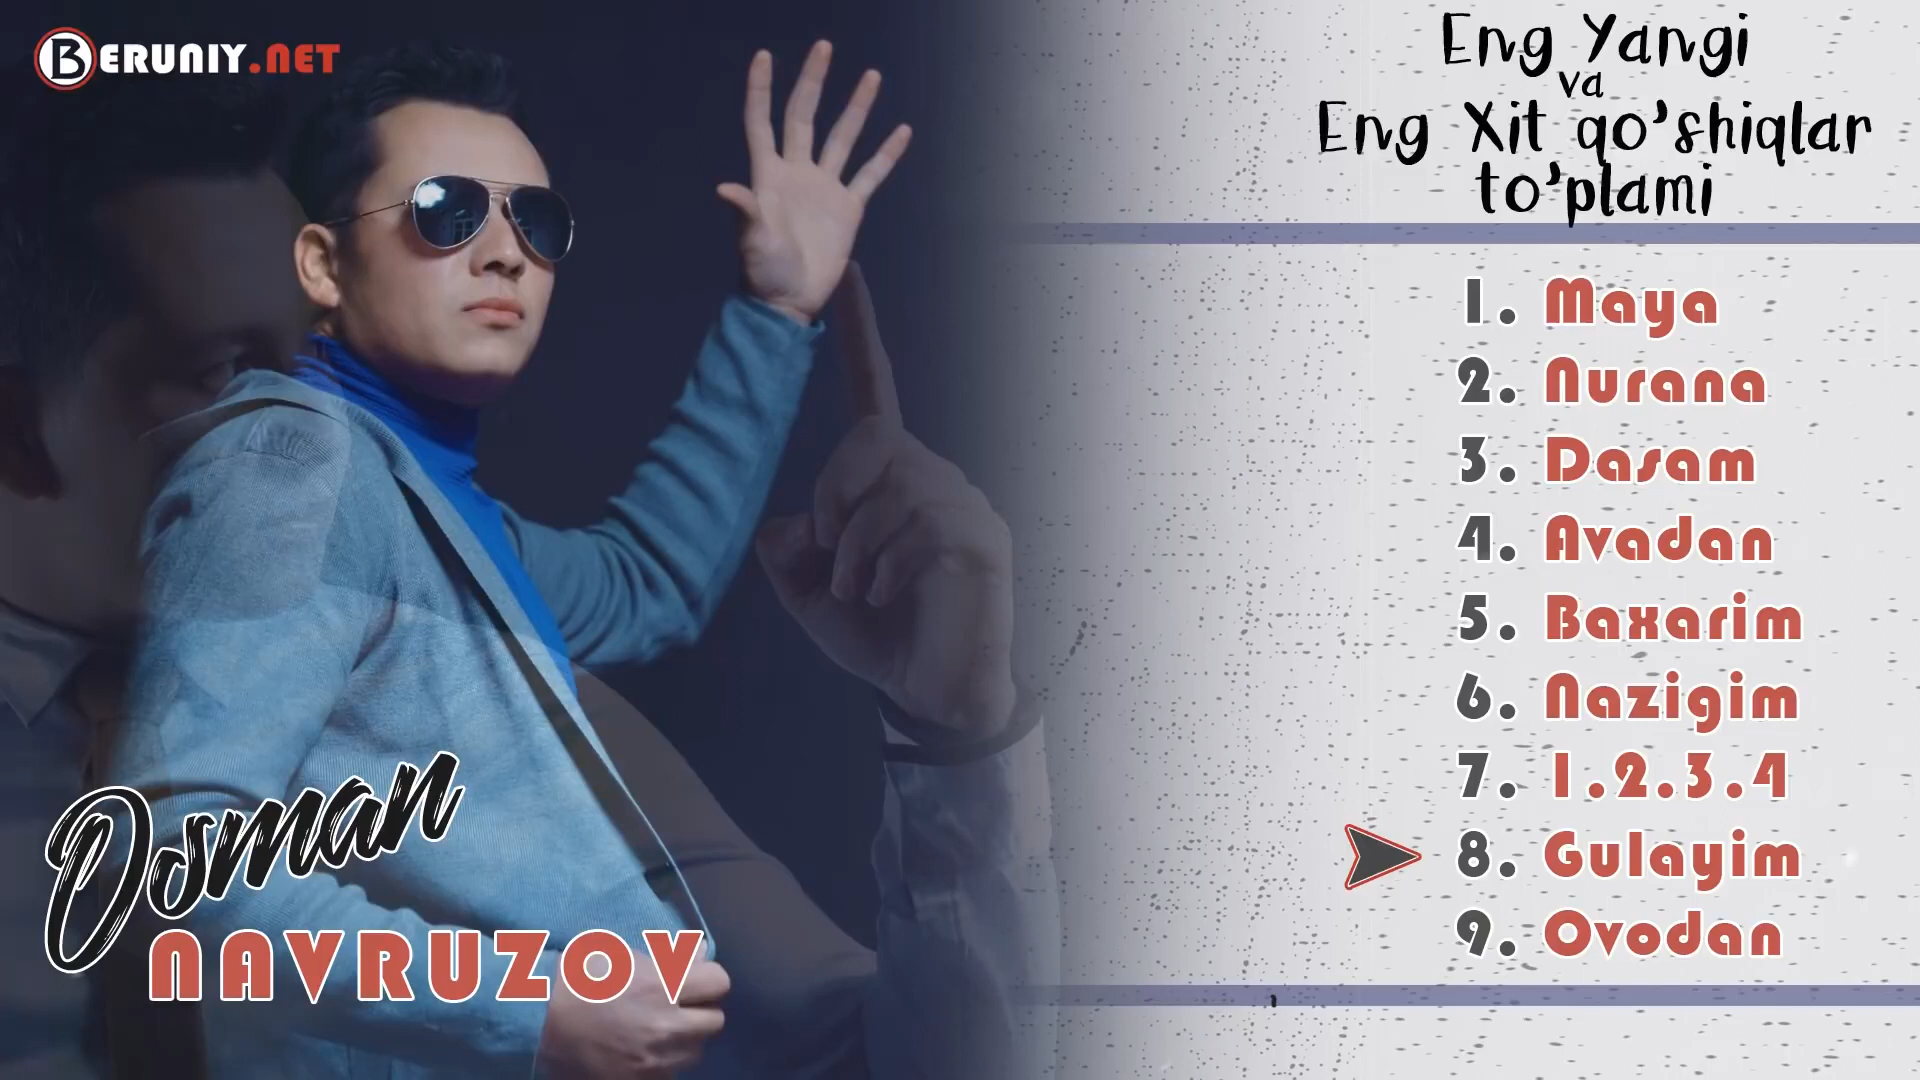 BERUNIY.NET
Eng Yangi
va
Eng Xit qo'shiqlar
to'plami
1. Maya
2. Nurana
3. Dasam
4. Avadan
5. Baxarim
6. Nazigim
7. 1.2.3.4
8. Gulayim
9. Ovodan
Osman
NAVRUZOV